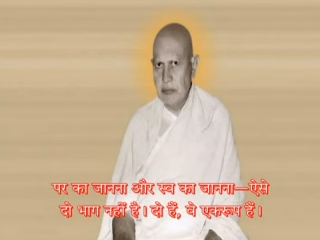 पर का जानना और स्व का जानना—ऐसे
दो भाग नहीं है। दो हैं, वे एकरूप हैं।